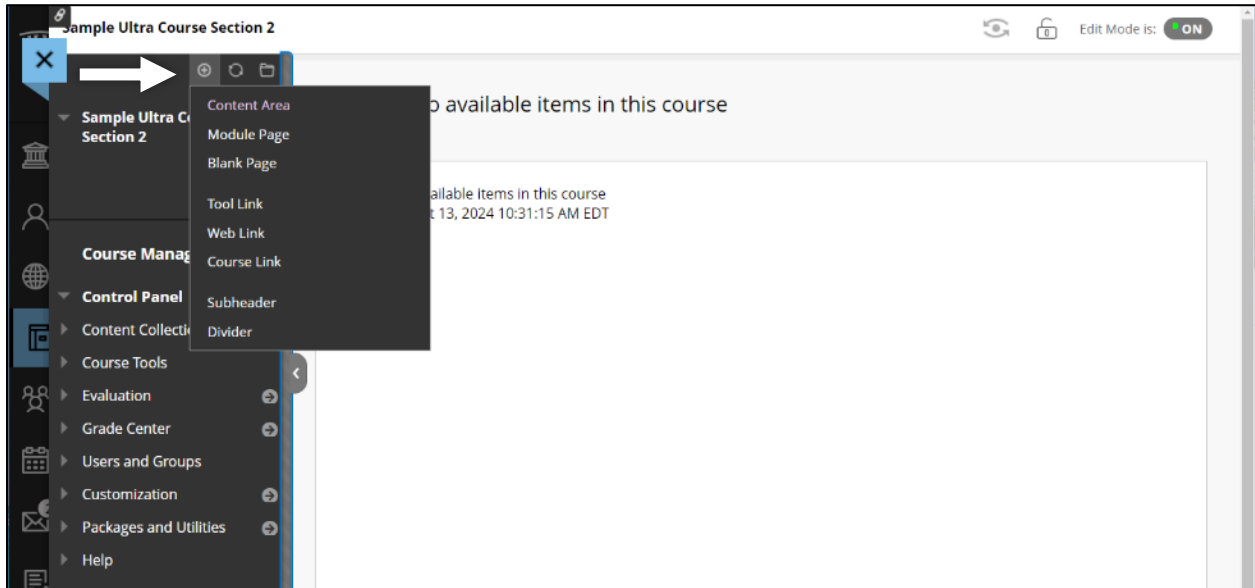 Sample Ultra Course Section 2
Edit Mode is: ON
Sample Ultra Co
Section 2
Content Area
Module Page
Blank Page
Tool Link
Web Link
Course Link
Subheader
Divider
available items in this course
ailable items in this course
t 13, 2024 10:31:15 AM EDT
Course Manag
Control Panel
Content Collecti
Course Tools
Evaluation
Grade Center
Users and Groups
Customization
Packages and Utilities
Help